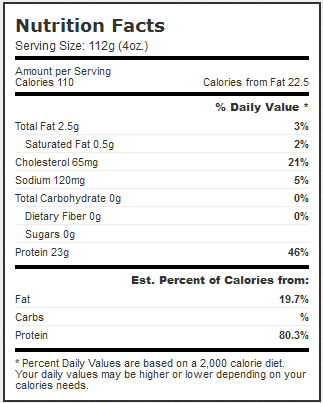 Nutrition Facts
Serving Size: 112g (4oz.)
Amount per Serving
Calories 110 Calories from Fat 22.5
% Daily Value *
Total Fat 2.5g 3%
Saturated Fat 0.5g 2%
Cholesterol 65mg 21%
Sodium 120mg 5%
Total Carbohydrate 0g 0%
Dietary Fiber 0g 0%
Sugars 0g
Protein 23g 46%
Est. Percent of Calories from:
Fat 19.7%
Carbs %
Protein 80.3%
* Percent Daily Values are based on a 2,000 calorie diet.
Your daily values may be higher or lower depending on your
calories needs.